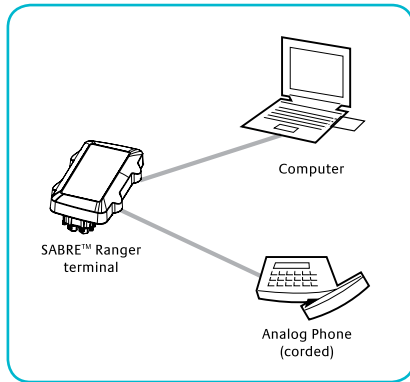 Computer
SABRE™ Ranger
terminal
Analog Phone
(corded)